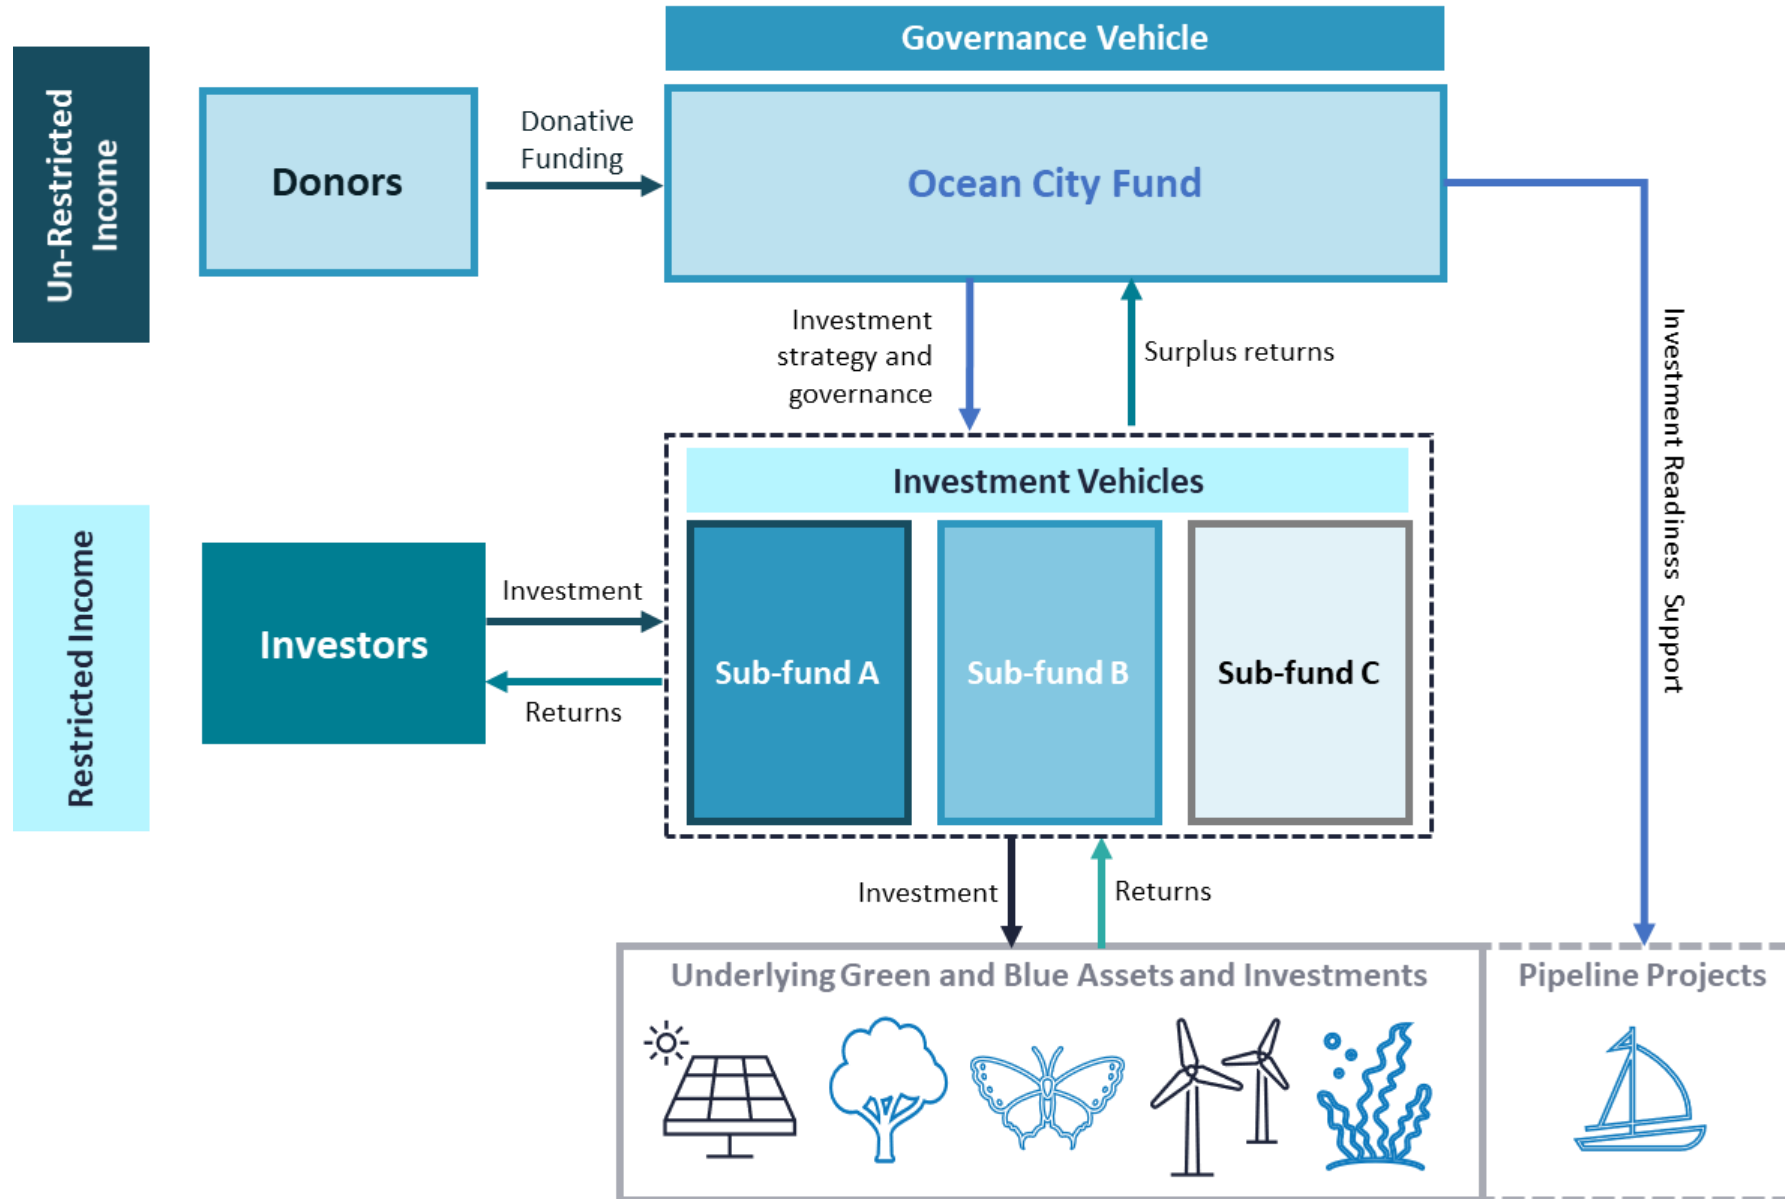 Governance Vehicle
Un-Restricted
Income
Donors
Donative
Funding
Ocean City Fund
Investment
strategy and
governance
Surplus returns
Investment Readiness Support
Restricted Income
Investors
Investment
Returns
Investment Vehicles
Sub-fund A
Sub-fund B
Sub-fund C
Investment
Returns
Underlying Green and Blue Assets and Investments
Pipeline Projects